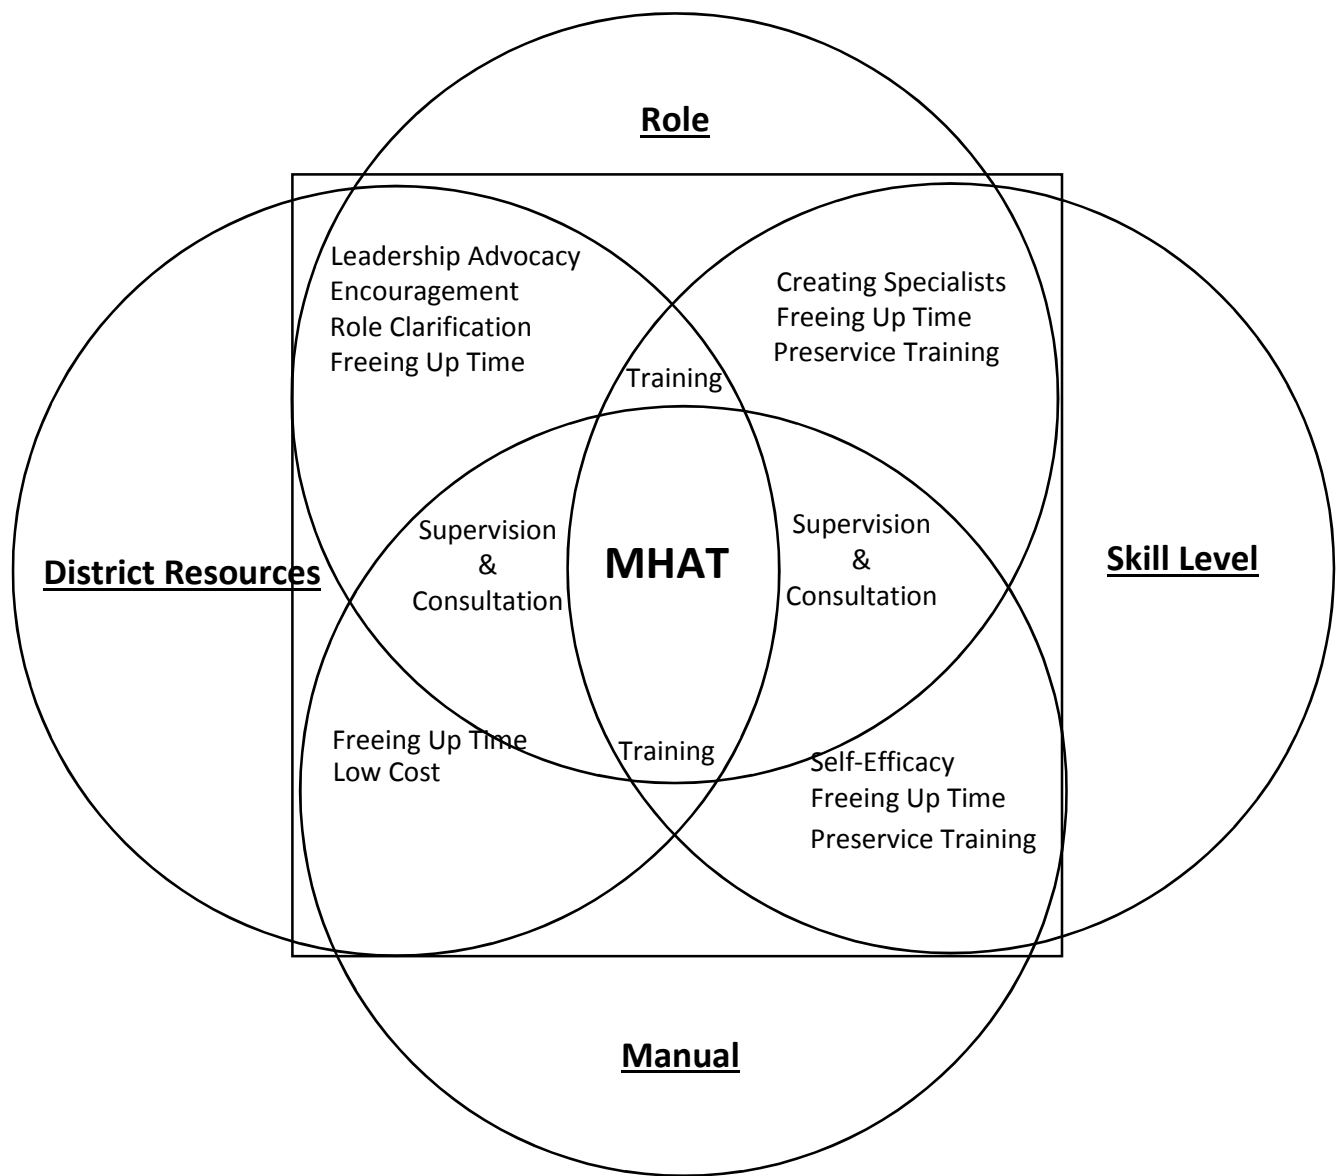 Role
Leadership Advocacy
Encouragement
Role Clarification
Freeing Up Time
Creating Specialists
Freeing Up Time
Preservice Training
Training
District Resources
Supervision
&
Consultation
MHAT
Supervision
&
Consultation
Skill Level
Freeing Up Time
Low Cost
Training
Self-Efficacy
Freeing Up Time
Preservice Training
Manual